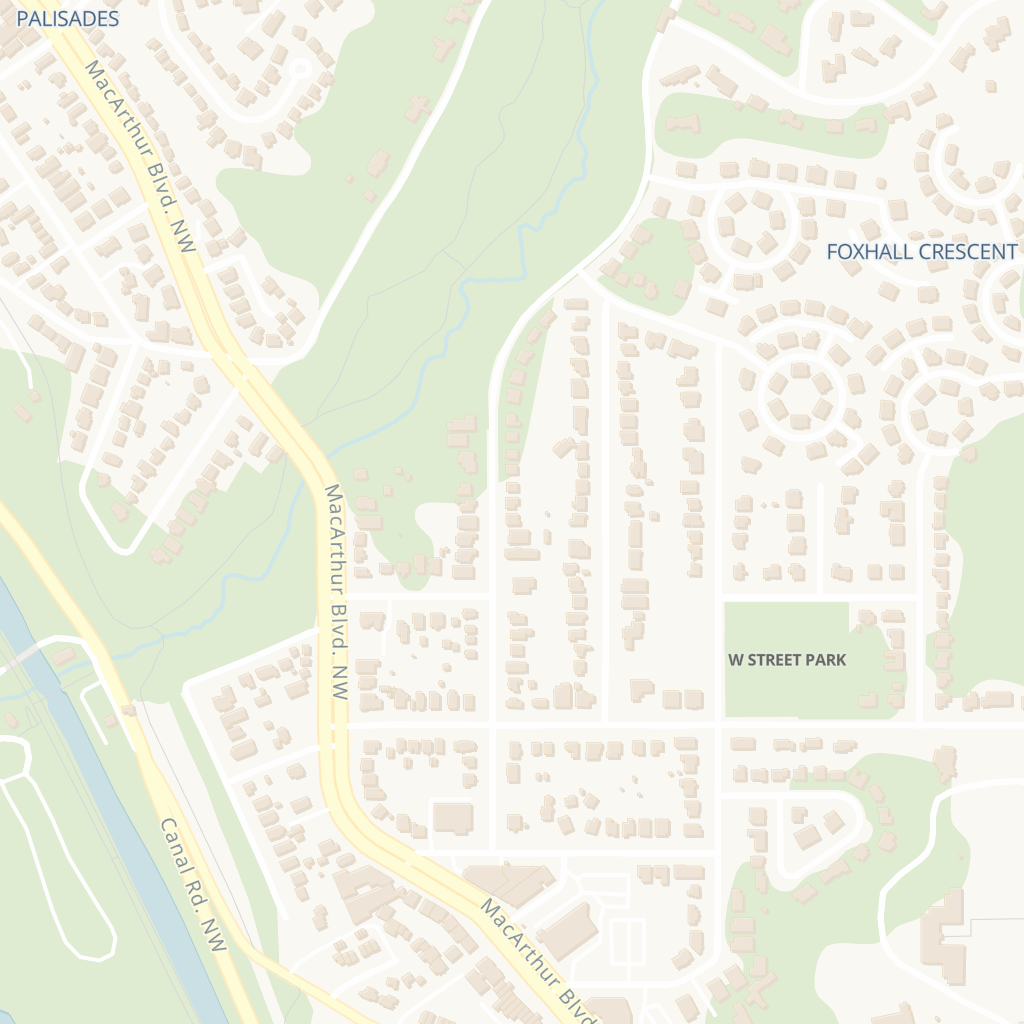 PALISADES
MacArthur Blvd. NW
FOXHALL CRESCENT
MacArthur Blvd. NW
W STREET PARK
Canal Rd. NW
MacArthur Blvd.